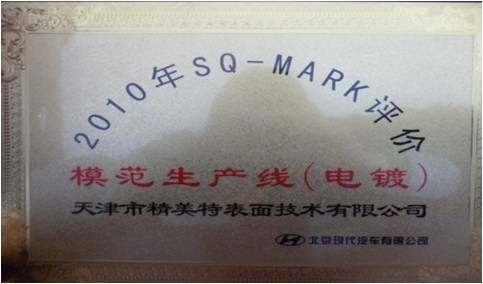 2010年SQ-MARK评价
模范生产线(电镀)
天津市精美特表面技术有限公司
北京现代汽车有限公司